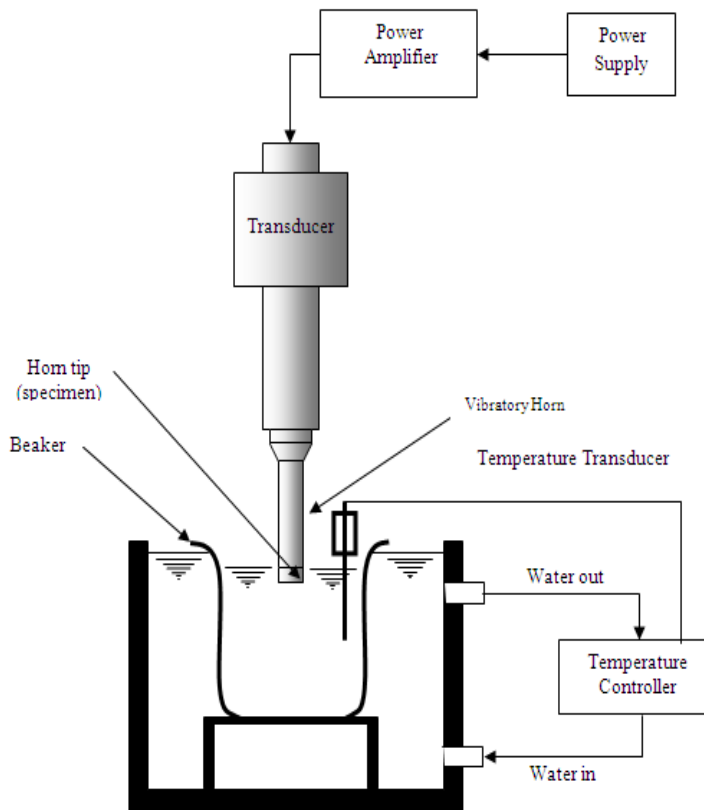 Power
Amplifier
Power
Supply
Transducer
Horn tip
(specimen)
Vibratory Horn
Beaker
Temperature Transducer
Water out
Temperature
Controller
Water in